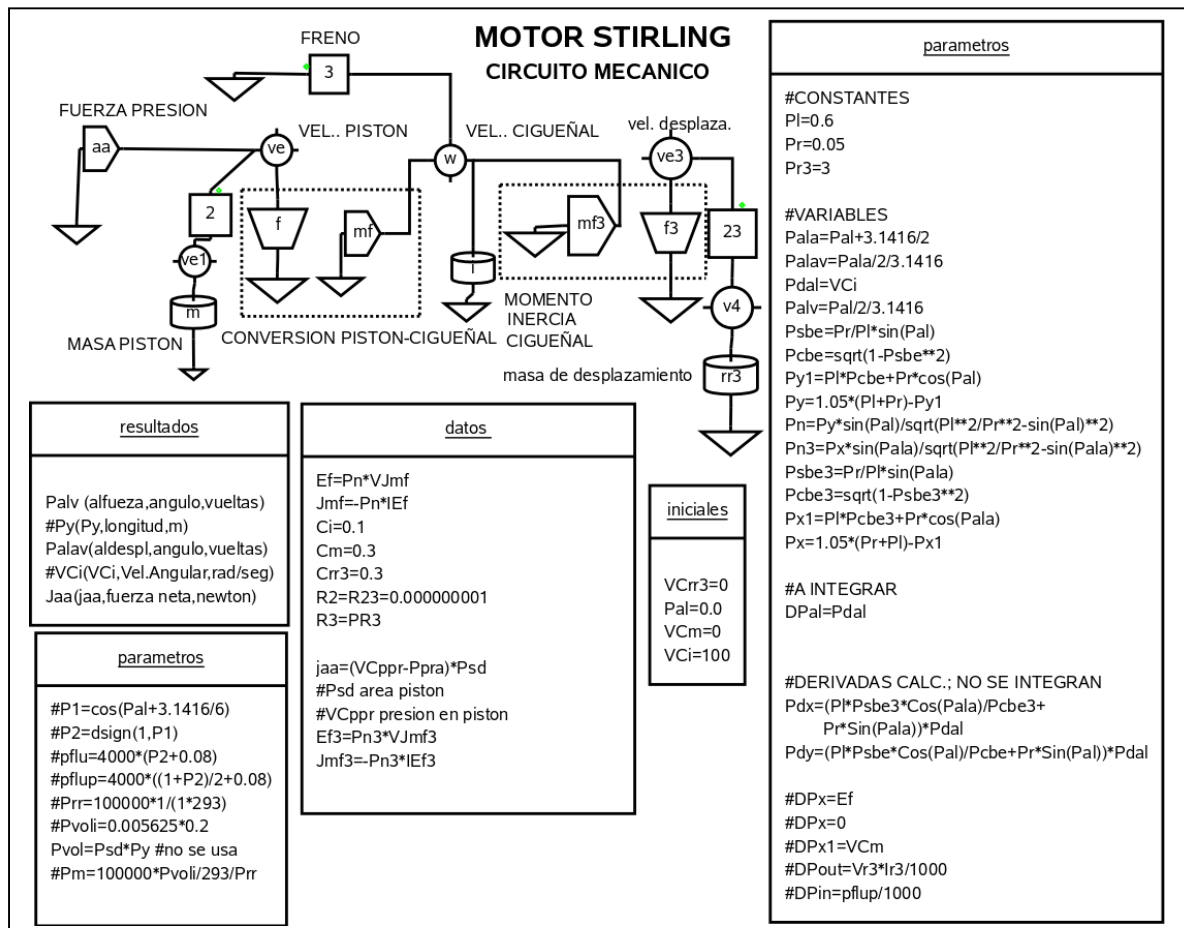 MOTOR STIRLING
CIRCUITO MECANICO
FRENO
3
FUERZA PRESION
aa
VEL.. PISTON
ve
VEL.. CIGUEÑAL
w
vel. desplaza.
ve3
2
f
mf
mf3
f3
23
ve1
I
v4
m
MASA PISTON
CONVERSION PISTON-CIGUEÑAL
MOMENTO
INERCIA
CIGUEÑAL
masa de desplazamiento
rr3
resultados
Palv (alfueza,angulo,vueltas)
#Py(Py,longitud,m)
Palav(aldespl,angulo,vueltas)
#VCi(VCi,Vel.Angular,rad/seg)
Jaa(jaa,fuerza neta,newton)
parametros
#P1=cos(Pal+3.1416/6)
#P2=dsign(1,P1)
#pflu=4000*(P2+0.08)
#pflup=4000*((1+P2)/2+0.08)
#Prr=100000*1/(1*293)
#Pvoli=0.005625*0.2
Pvol=Psd*Py #no se usa
#Pm=100000*Pvoli/293/Prr
datos
Ef=Pn*VJmf
Jmf=-Pn*IEf
Ci=0.1
Cm=0.3
Crr3=0.3
R2=R23=0.000000001
R3=PR3
jaa=(VCppr-Ppra)*Psd
#Psd area piston
#VCppr presion en piston
Ef3=Pn3*VJmf3
Jmf3=-Pn3*IEf3
iniciales
VCrr3=0
Pal=0.0
VCm=0
VCi=100
parametros
#CONSTANTES
Pl=0.6
Pr=0.05
Pr3=3
#VARIABLES
Pala=Pal+3.1416/2
Palav=Pala/2/3.1416
Pdal=VCi
Palv=Pal/2/3.1416
Psbe=Pr/Pl*sin(Pal)
Pcbe=sqrt(1-Psbe**2)
Py1=Pl*Pcbe+Pr*cos(Pal)
Py=1.05*(Pl+Pr)-Py1
Pn=Py*sin(Pal)/sqrt(Pl**2/Pr**2-sin(Pal)**2)
Pn3=Px*sin(Pala)/sqrt(Pl**2/Pr**2-sin(Pala)**2)
Psbe3=Pr/Pl*sin(Pala)
Pcbe3=sqrt(1-Psbe3**2)
Px1=Pl*Pcbe3+Pr*cos(Pala)
Px=1.05*(Pr+Pl)-Px1
#A INTEGRAR
DPal=Pdal
#DERIVADAS CALC.; NO SE INTEGRAN
Pdx=(Pl*Psbe3*Cos(Pala)/Pcbe3+
Pr*Sin(Pala))*Pdal
Pdy=(Pl*Psbe*Cos(Pal)/Pcbe+Pr*Sin(Pal))*Pdal
#DPx=Ef
#DPx=0
#DPx1=VCm
#DPout=Vr3*Ir3/1000
#DPin=pflup/1000